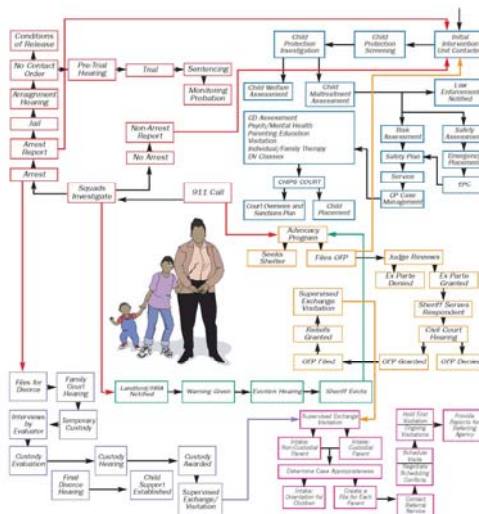 Conditions
of Release
No Contact
Order
Arraignment
Hearing
Jail
Arrest
Report
Arrest
Pre-Trial
Hearing
Trial
Sentencing
Monitoring
Probation
Non-Arrest
Report
No Arrest
Squads
Investigate
911 Call
Child
Protection
Investigation
Child
Protection
Screening
Initial
Intervention
Unit Contacted
Child Welfare
Assessment
Child
Maltreatment
Assessment
Law
Enforcement
Notified
CD Assessment
Psych/Mental Health
Parenting Education
Visitation
Individual/Family Therapy
DV Classes
Risk
Assessment
Safety
Assessment
Safety Plan
Emergency
Placement
Service
EPC
CP Case
Management
CHIPS COURT
Court Oversees and
Sanctions Plan
Child
Placement
Advocacy
Program
Seeks
Shelter
Files OFP
Judge Reviews
Ex Parte
Denied
Ex Parte
Granted
Sheriff Serves
Respondent
Civil Court
Hearing
OFP Granted
OFP Denied
OFP Filed
Reliefs
Granted
Supervised
Exchange
Visitation
Landlord/HRA
Notified
Warning Given
Eviction Hearing
Sheriff Evicts
Files for
Divorce
Family
Court
Hearing
Temporary
Custody
Interviews by
Evaluator
Custody
Evaluation
Custody
Hearing
Custody
Awarded
Final
Divorce
Hearing
Child
Support
Established
Supervised
Exchange/
Visitation
Supervised Exchange
Visitation
Intake:
Non-Custodial
Parent
Intake:
Custodial
Parent
Determine Case Appropriateness
Intake/
Orientation for
Children
Create a
File for Each
Parent
Contact
Referral
Service
Negotiate
Scheduling
Conflicts
Schedule
Visits
Hold First
Visitation
Ongoing
Visitations
Provide
Reports for
Referring
Agency